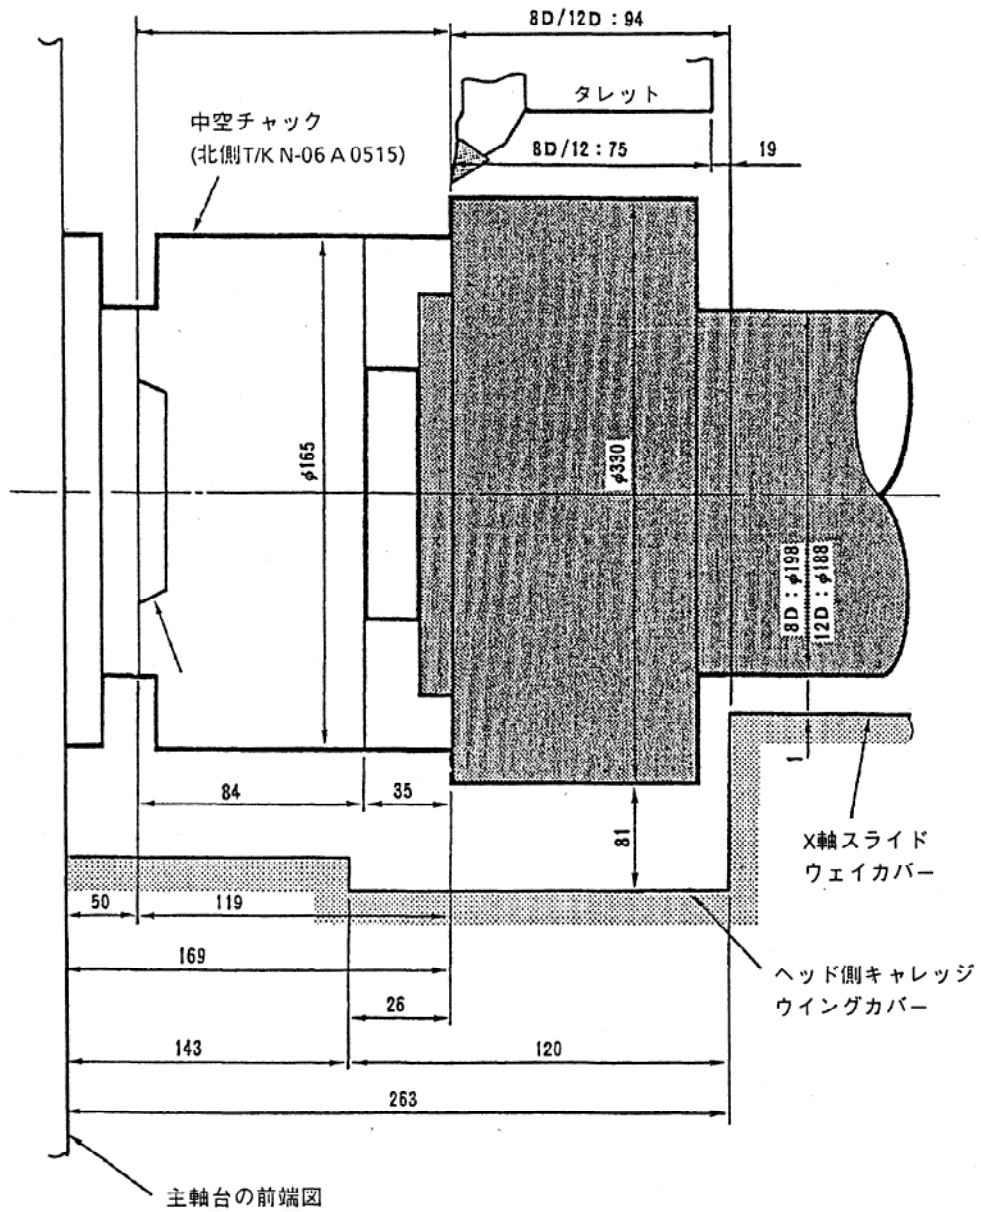 8D/12D：94
タレット
中空チャック
(北側T/K N-06 A 0515)
8D/12：75
19
φ165
φ330
8D：φ198
12D：φ188
84
35
81
1
X軸スライド
ウェイカバー
50
119
169
ヘッド側キャレッジ
ウイングカバー
26
143
120
263
主軸台の前端図